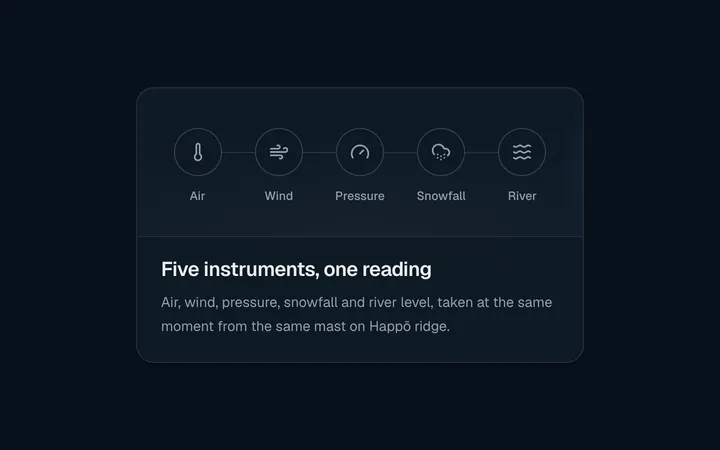 Air
Wind
Pressure
Snowfall
River
Five instruments, one reading
Air, wind, pressure, snowfall and river level, taken at the same
moment from the same mast on Happō ridge.